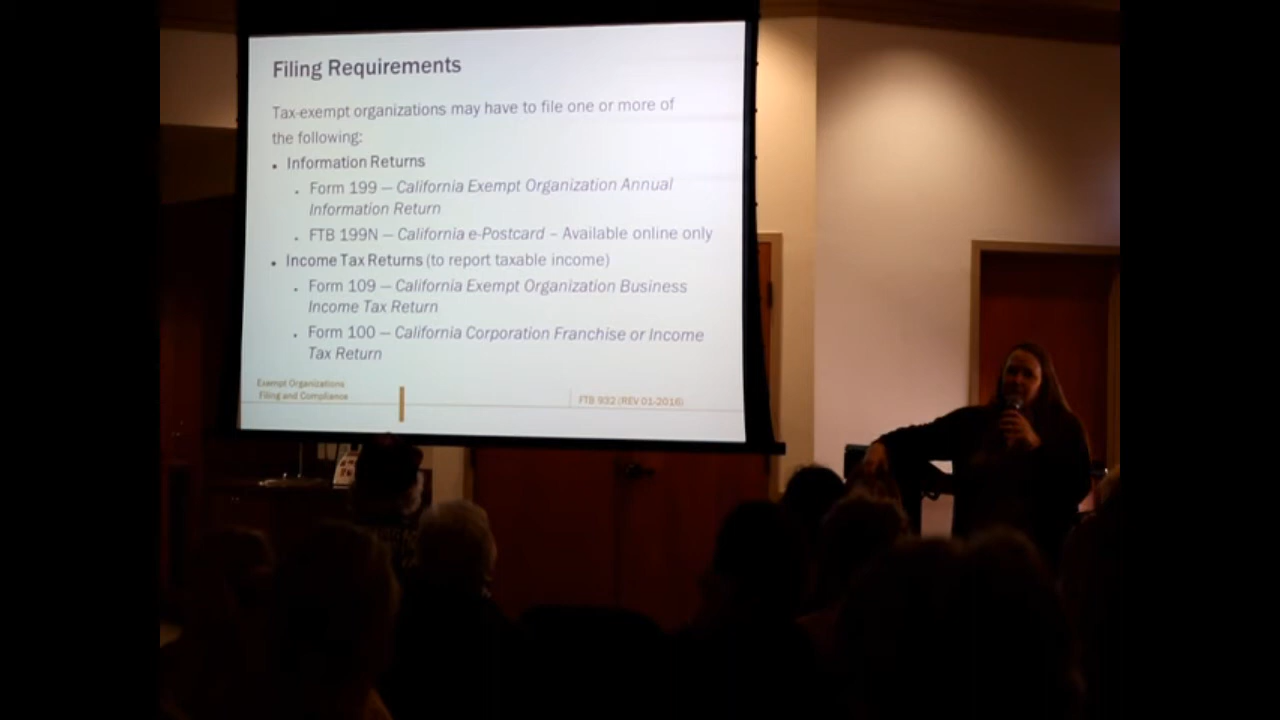 Filing Requirements
Tax-exempt organizations may have to file one or more of
the following:
• Information Returns
• Form 199 — California Exempt Organization Annual
Information Return
• FTB 199N — California e-Postcard – Available online only
• Income Tax Returns (to report taxable income)
• Form 109 — California Exempt Organization Business
Income Tax Return
• Form 100 — California Corporation Franchise or Income
Tax Return
Exempt Organizations
Filing and Compliance
FTB 932 (REV 01-2016)